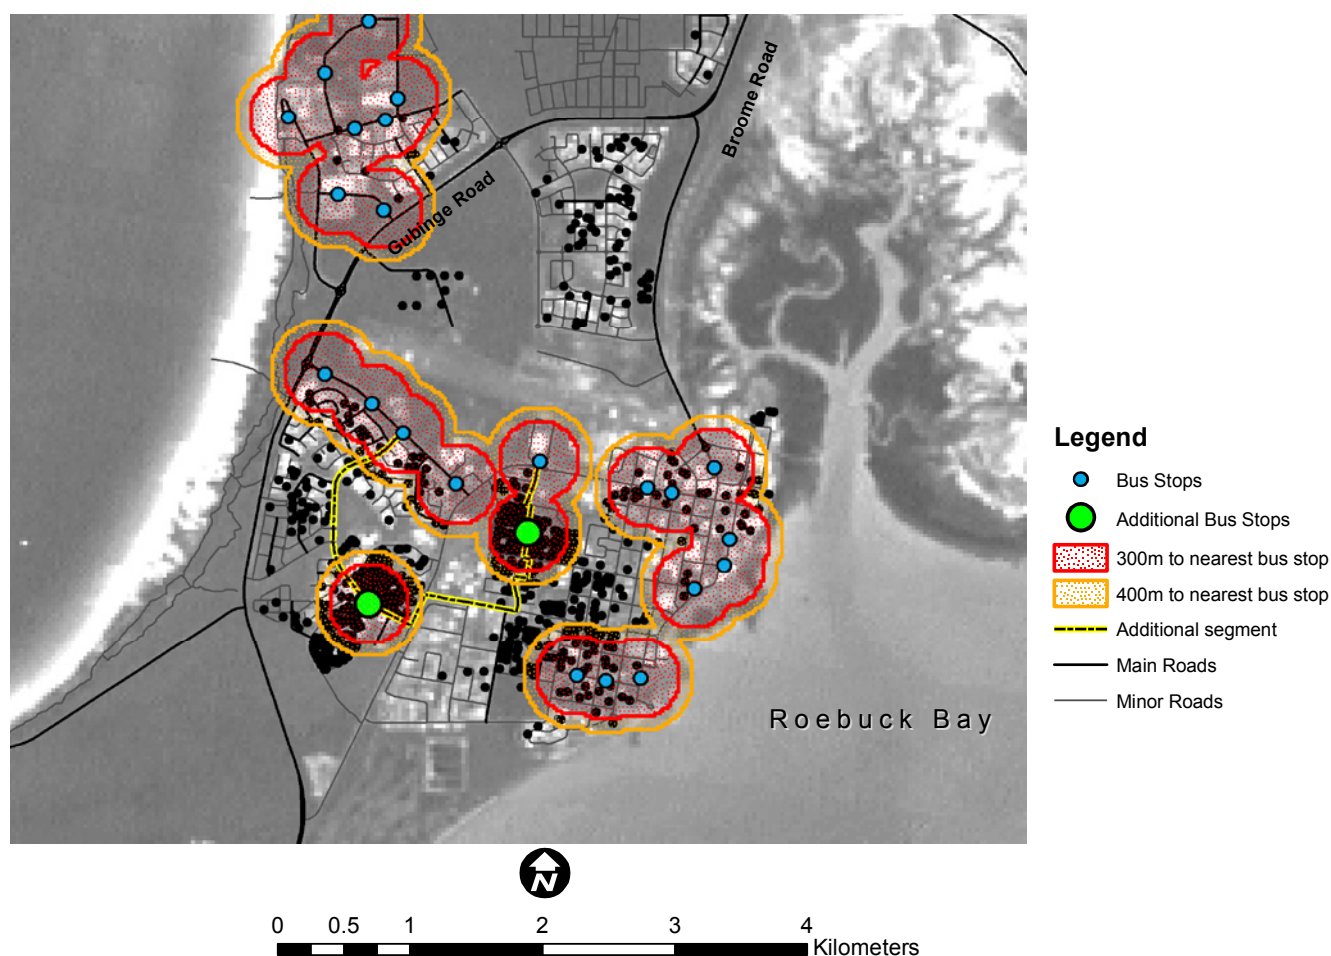 Broome Road
Gubinge Road
Roebuck Bay
Legend
Bus Stops
Additional Bus Stops
300m to nearest bus stop
400m to nearest bus stop
Additional segment
Main Roads
Minor Roads
N
0 0.5 1 2 3 4
Kilometers